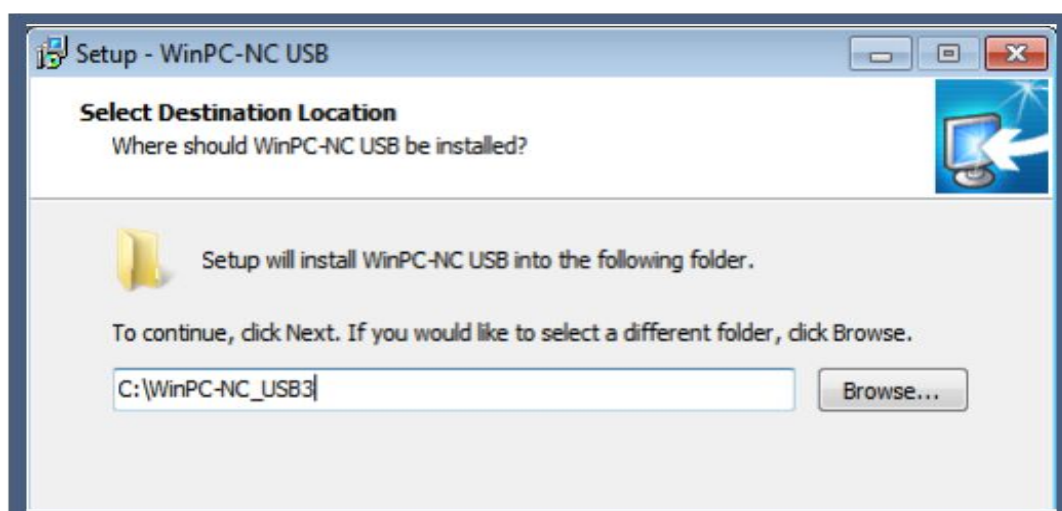 Setup - WinPC-NC USB
Select Destination Location
Where should WinPC-NC USB be installed?
Setup will install WinPC-NC USB into the following folder.
To continue, click Next. If you would like to select a different folder, click Browse.
C:\WinPC-NC_USB3
Browse...